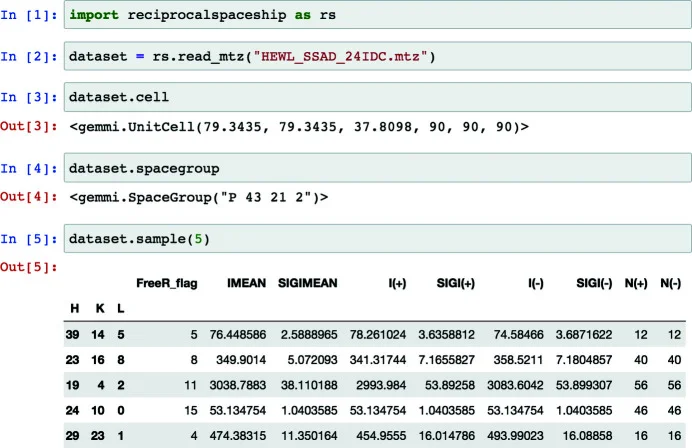 In [1]: import reciprocalspaceship as rs
In [2]: dataset = rs.read_mtz("HEWL_SSAD_24IDC.mtz")
In [3]: dataset.cell
Out[3]: <gemmi.UnitCell(79.3435, 79.3435, 37.8098, 90, 90, 90)>
In [4]: dataset.spacegroup
Out[4]: <gemmi.SpaceGroup("P 43 21 2")>
In [5]: dataset.sample(5)
Out[5]:
FreeR_flag IMEAN SIGIMEAN I(+) SIGI(+) I(-) SIGI(-) N(+) N(-)
H K L
39 14 5 5 76.448586 2.5888965 78.261024 3.6358812 74.58466 3.6871622 12 12
23 16 8 8 349.9014 5.072093 341.31744 7.1655827 358.5211 7.1804857 40 40
19 4 2 11 3038.7883 38.110188 2993.984 53.89258 3083.6042 53.899307 56 56
24 10 0 15 53.134754 1.0403585 53.134754 1.0403585 53.134754 1.0403585 46 46
29 23 1 4 474.38315 11.350164 454.9555 16.014786 493.99023 16.08858 16 16